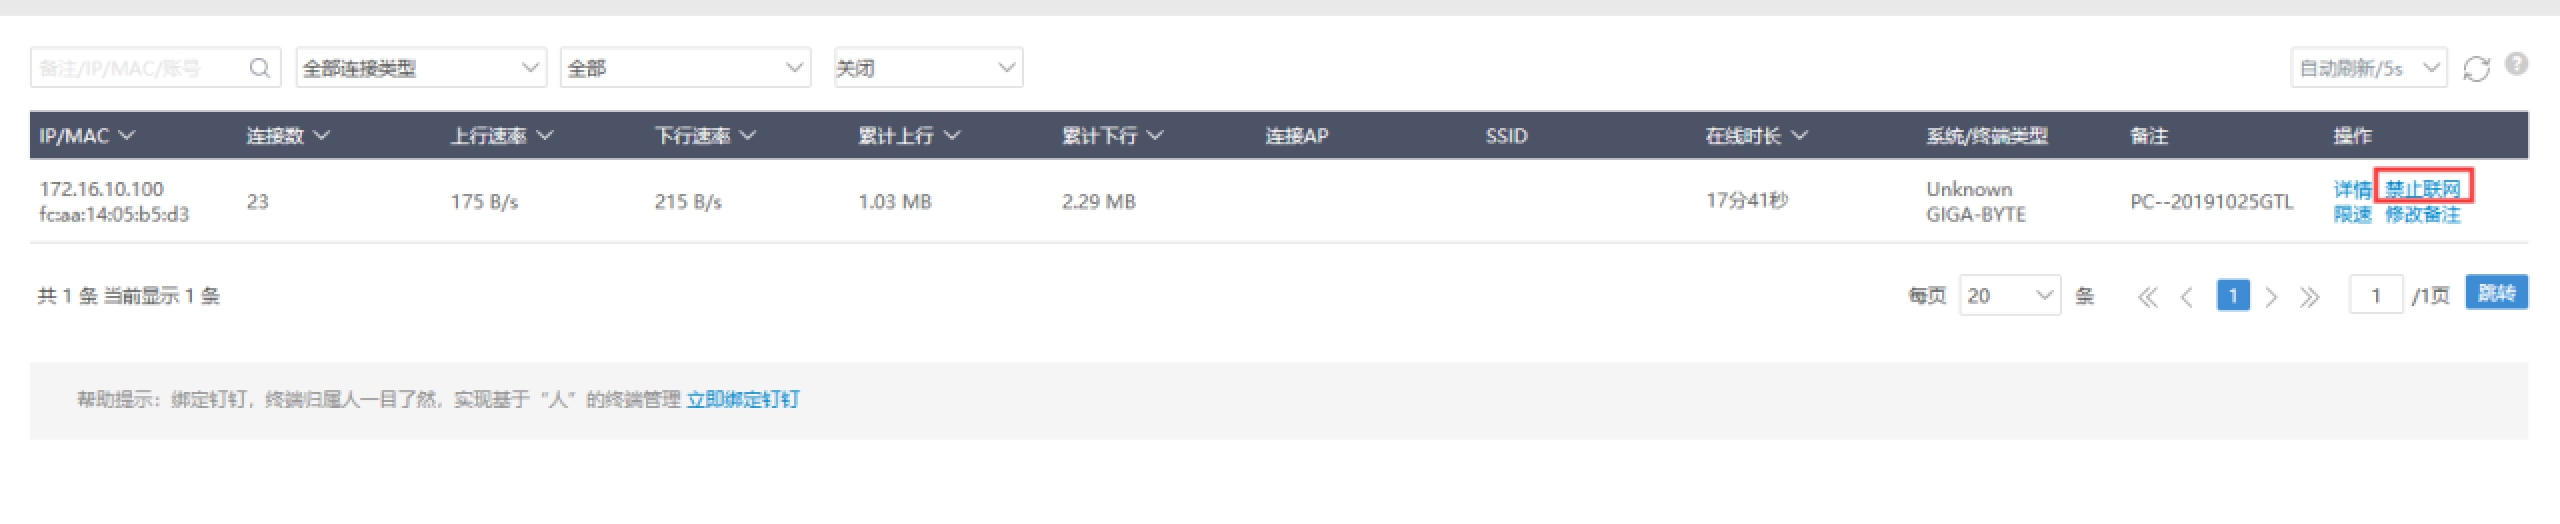 备注/IP/MAC/账号 全部连接类型 全部 关闭 自动刷新/5s
IP/MAC 连接数 上行速率 下行速率 累计上行 累计下行 连接AP SSID 在线时长 系统/终端类型 备注 操作
172.16.10.100 Unknown 详情 禁止联网
23 175 B/s 215 B/s 1.03 MB 2.29 MB 17分41秒 PC--20191025GTL
fc:aa:14:05:b5:d3 GIGA-BYTE 限速 修改备注
共 1 条 当前显示 1 条 每页 20 条 1 1 /1页 跳转
帮助提示：绑定钉钉，终端归属人一目了然，实现基于“人”的终端管理 立即绑定钉钉